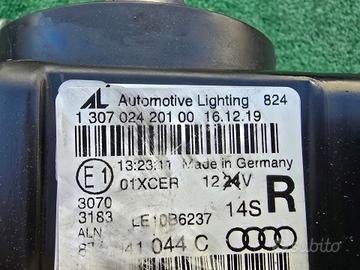 AL Automotive Lighting 824
1 307 024 201 00 16.12.19
13:23:11 Made in Germany
E1 01XCER 12 24V
R
3070
3183 LE10B6237 14S
ALN
044 C
subito